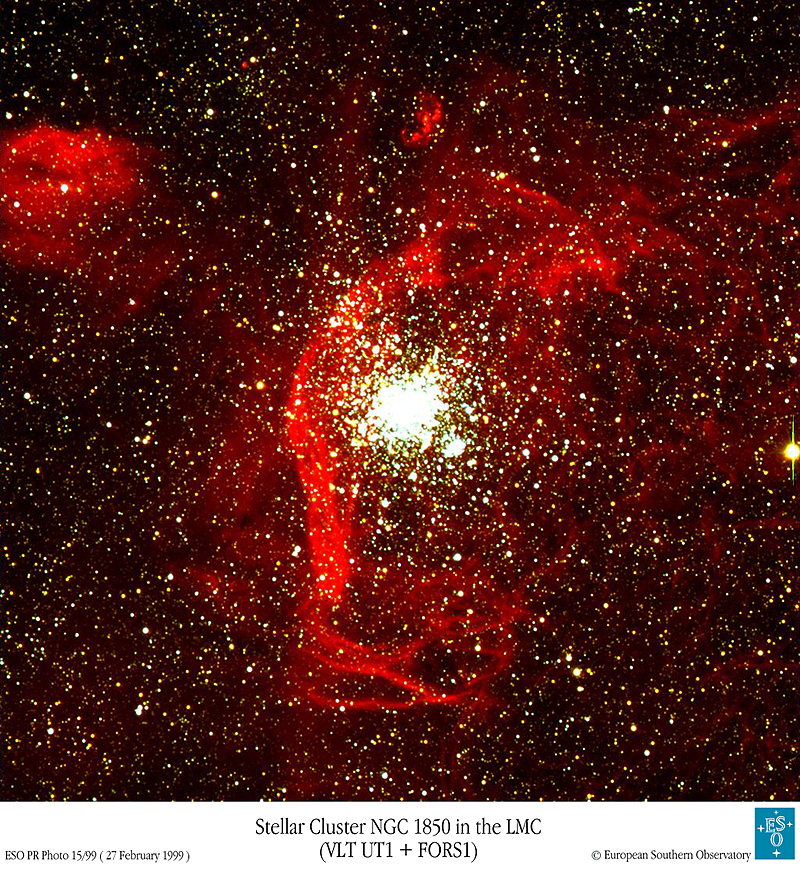 Stellar Cluster NGC 1850 in the LMC
(VLT UT1 + FORS1)
ESO PR Photo 15/99 ( 27 February 1999 )
© European Southern Observatory
ES
O